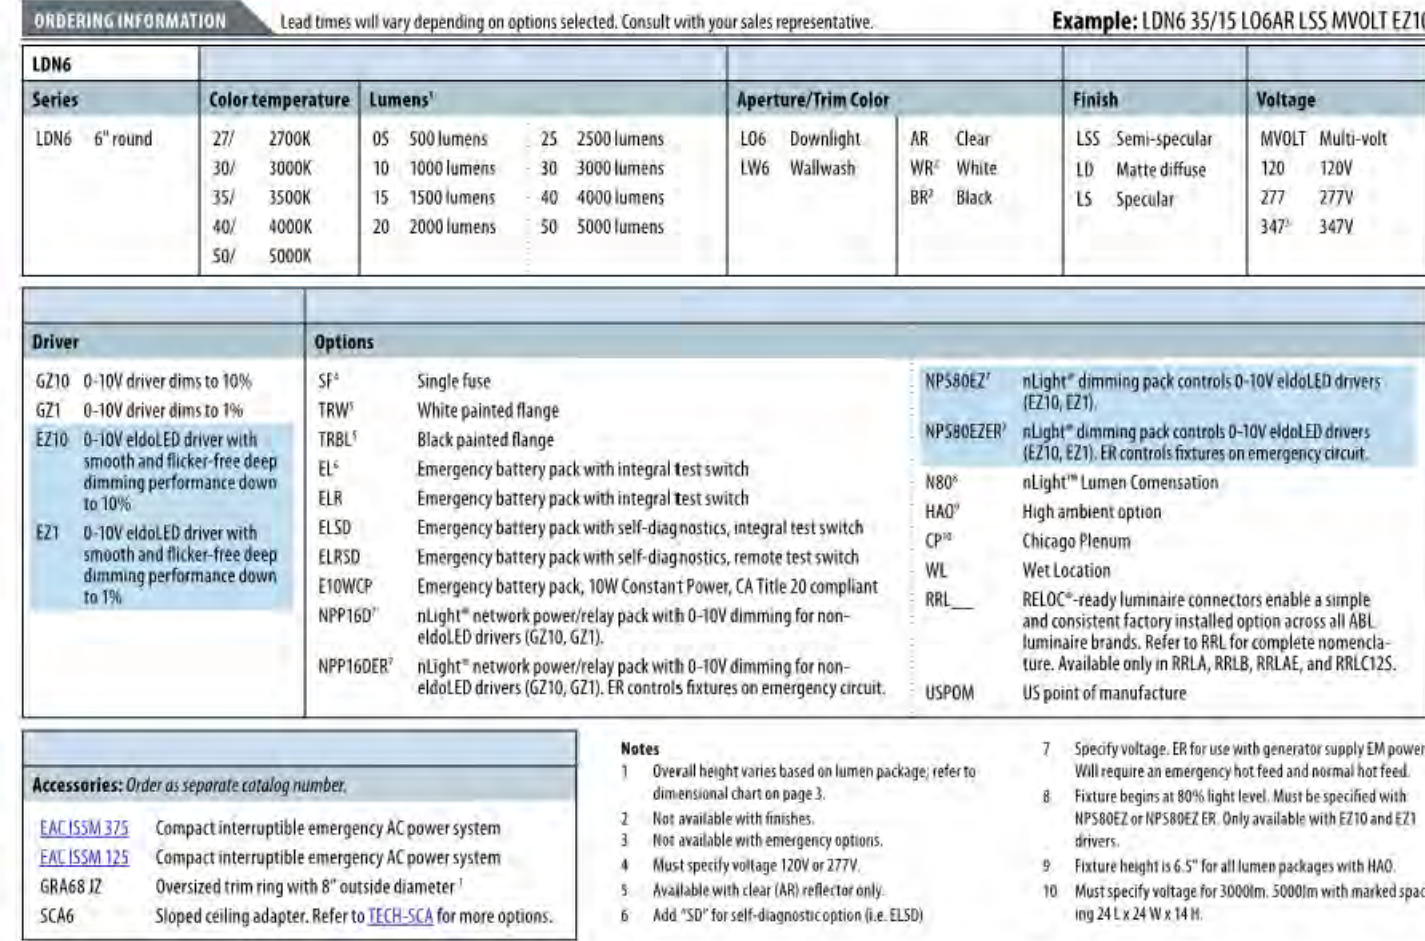 ORDERING INFORMATION Lead times will vary depending on options selected. Consult with your sales representative. Example: LDN6 35/15 LO6AR LSS MVOLT EZ10
LDN6
Series Color temperature Lumens¹ Aperture/Trim Color Finish Voltage
LDN6 6" round 27/ 2700K 05 500 lumens 25 2500 lumens LO6 Downlight AR Clear LSS Semi-specular MVOLT Multi-volt
30/ 3000K 10 1000 lumens 30 3000 lumens LW6 Wallwash WR² White LD Matte diffuse 120 120V
35/ 3500K 15 1500 lumens 40 4000 lumens BR² Black LS Specular 277 277V
40/ 4000K 20 2000 lumens 50 5000 lumens 347³ 347V
50/ 5000K
Driver Options
GZ10 0-10V driver dims to 10%
GZ1 0-10V driver dims to 1%
EZ10 0-10V eldoLED driver with
smooth and flicker-free deep
dimming performance down
to 10%
EZ1 0-10V eldoLED driver with
smooth and flicker-free deep
dimming performance down
to 1%
SF⁴ Single fuse
TRW⁵ White painted flange
TRBL⁵ Black painted flange
EL⁶ Emergency battery pack with integral test switch
ELR Emergency battery pack with integral test switch
ELSD Emergency battery pack with self-diagnostics, integral test switch
ELRSD Emergency battery pack with self-diagnostics, remote test switch
E10WCP Emergency battery pack, 10W Constant Power, CA Title 20 compliant
NPP16D⁷ nLight® network power/relay pack with 0-10V dimming for non-
eldoLED drivers (GZ10, GZ1).
NPP16DER⁷ nLight® network power/relay pack with 0-10V dimming for non-
eldoLED drivers (GZ10, GZ1). ER controls fixtures on emergency circuit.
NPS80EZ⁷ nLight® dimming pack controls 0-10V eldoLED drivers
(EZ10, EZ1).
NPS80EZER⁷ nLight® dimming pack controls 0-10V eldoLED drivers
(EZ10, EZ1). ER controls fixtures on emergency circuit.
N80⁸ nLight™ Lumen Comensation
HAO⁹ High ambient option
CP¹⁰ Chicago Plenum
WL Wet Location
RRL___ RELOC®-ready luminaire connectors enable a simple
and consistent factory installed option across all ABL
luminaire brands. Refer to RRL for complete nomencla-
ture. Available only in RRLA, RRLB, RRLAE, and RRLC12S.
USPOM US point of manufacture
Accessories: Order as separate catalog number.
EAC ISSM 375 Compact interruptible emergency AC power system
EAC ISSM 125 Compact interruptible emergency AC power system
GRA68 JZ Oversized trim ring with 8" outside diameter ¹
SCA6 Sloped ceiling adapter. Refer to TECH-SCA for more options.
Notes
1 Overall height varies based on lumen package; refer to
dimensional chart on page 3.
2 Not available with finishes.
3 Not available with emergency options.
4 Must specify voltage 120V or 277V.
5 Available with clear (AR) reflector only.
6 Add "SD" for self-diagnostic option (i.e. ELSD)
7 Specify voltage. ER for use with generator supply EM power
Will require an emergency hot feed and normal hot feed.
8 Fixture begins at 80% light level. Must be specified with
NPS80EZ or NPS80EZ ER. Only available with EZ10 and EZ1
drivers.
9 Fixture height is 6.5" for all lumen packages with HAO.
10 Must specify voltage for 3000lm. 5000lm with marked spac
ing 24 L x 24 W x 14 H.